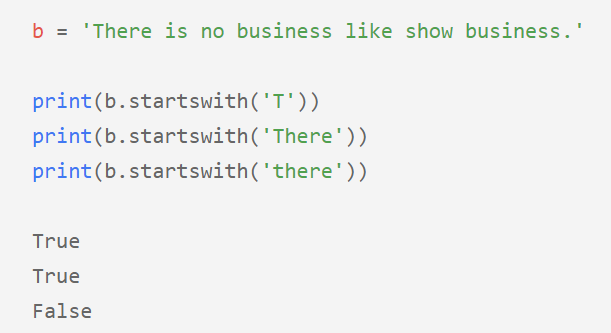 b = 'There is no business like show business.'
print(b.startswith('T'))
print(b.startswith('There'))
print(b.startswith('there'))
True
True
False